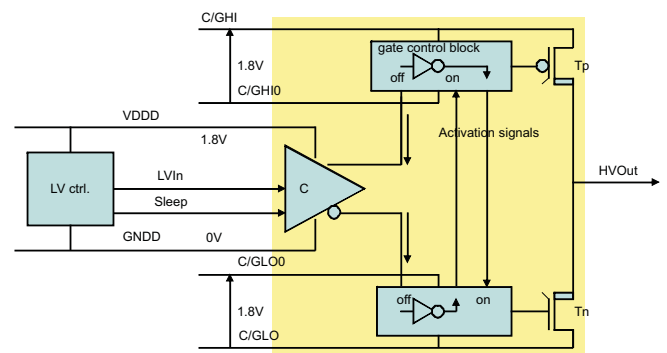 C/GHI
gate control block
1.8V
off
on
Tp
C/GHI0
VDDD
1.8V
Activation signals
LV ctrl.
LVIn
C
HVOut
Sleep
GNDD
0V
C/GLO0
off
on
1.8V
Tn
C/GLO